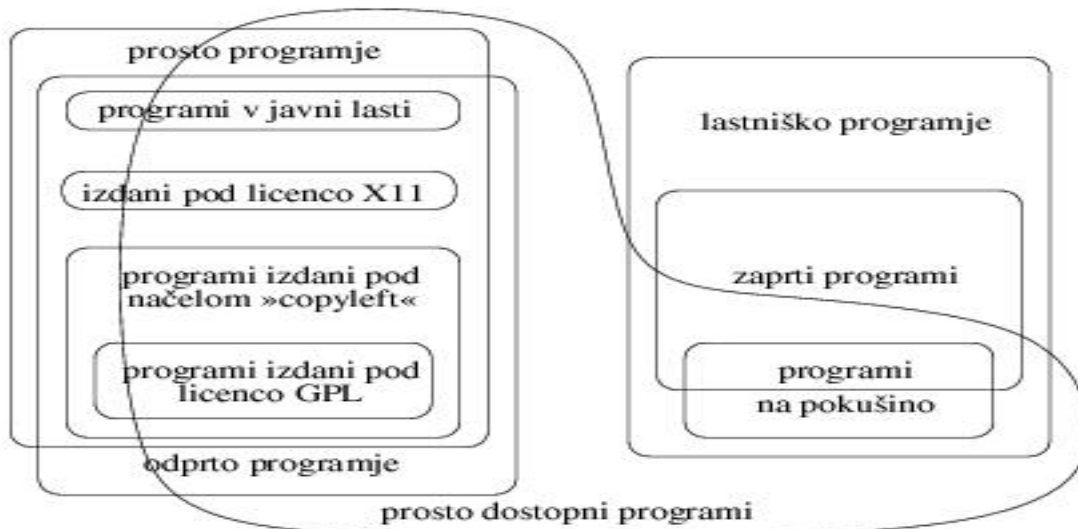 prosto programje
programi v javni lasti
izdani pod licenco X11
programi izdani pod
načelom »copyleft«
programi izdani pod
licenco GPL
odprto programje
lastniško programje
zaprti programi
programi
na pokušino
prosto dostopni programi